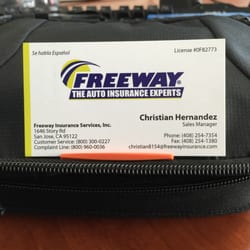 Se habla Español
License #0F82773
FREEWAY.
THE AUTO INSURANCE EXPERTS
Christian Hernandez
Sales Manager
Freeway Insurance Services, Inc.
1646 Story Rd
San Jose, CA 95122
Customer Service: (800) 300-0227
Complaint Line: (800) 960-0036
Phone: (408) 254-7354
Fax: (408) 254-1380
christian8154@freewayinsurance.com